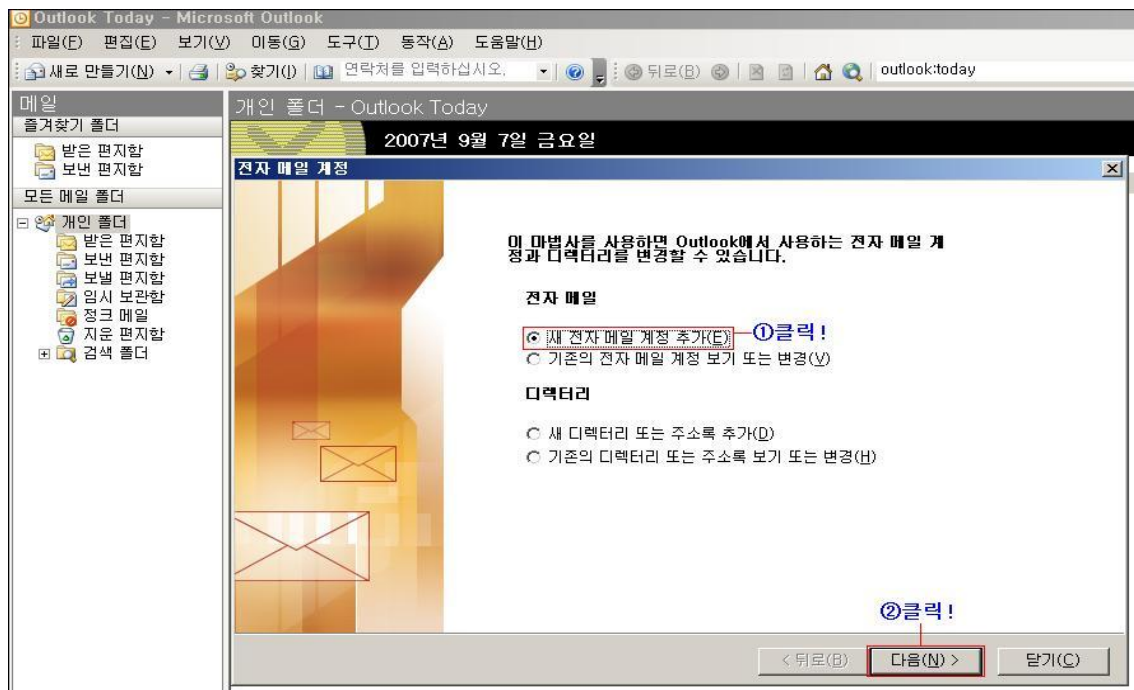 Outlook Today - Microsoft Outlook
파일(F) 편집(E) 보기(V) 이동(G) 도구(T) 동작(A) 도움말(H)
새로 만들기(N) 찾기(I) 연락처를 입력하십시오. 뒤로(B) outlook:today
메일
즐겨찾기 폴더
받은 편지함
보낸 편지함
모든 메일 폴더
개인 폴더
받은 편지함
보낸 편지함
보낼 편지함
임시 보관함
정크 메일
지운 편지함
검색 폴더
개인 폴더 - Outlook Today
2007년 9월 7일 금요일
전자 메일 계정
이 마법사를 사용하면 Outlook에서 사용하는 전자 메일 계
정과 디렉터리를 변경할 수 있습니다.
전자 메일
새 전자 메일 계정 추가(E) ①클릭!
기존의 전자 메일 계정 보기 또는 변경(V)
디렉터리
새 디렉터리 또는 주소록 추가(D)
기존의 디렉터리 또는 주소록 보기 또는 변경(H)
②클릭!
< 뒤로(B) 다음(N) > 닫기(C)